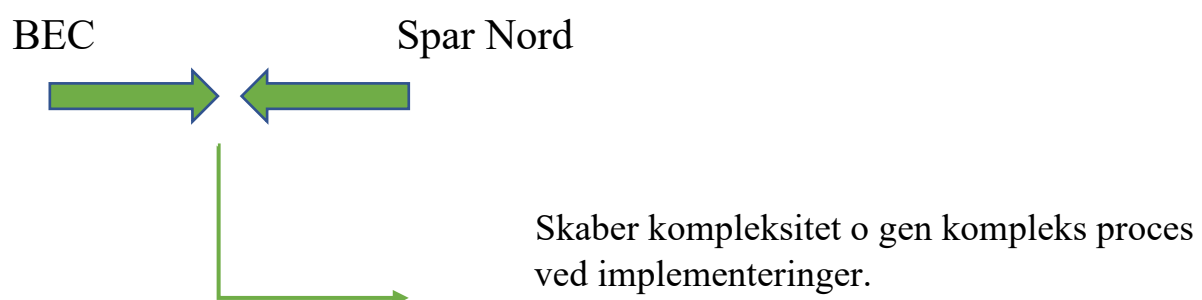 BEC
Spar Nord
Skaber kompleksitet o gen kompleks proces
ved implementeringer.